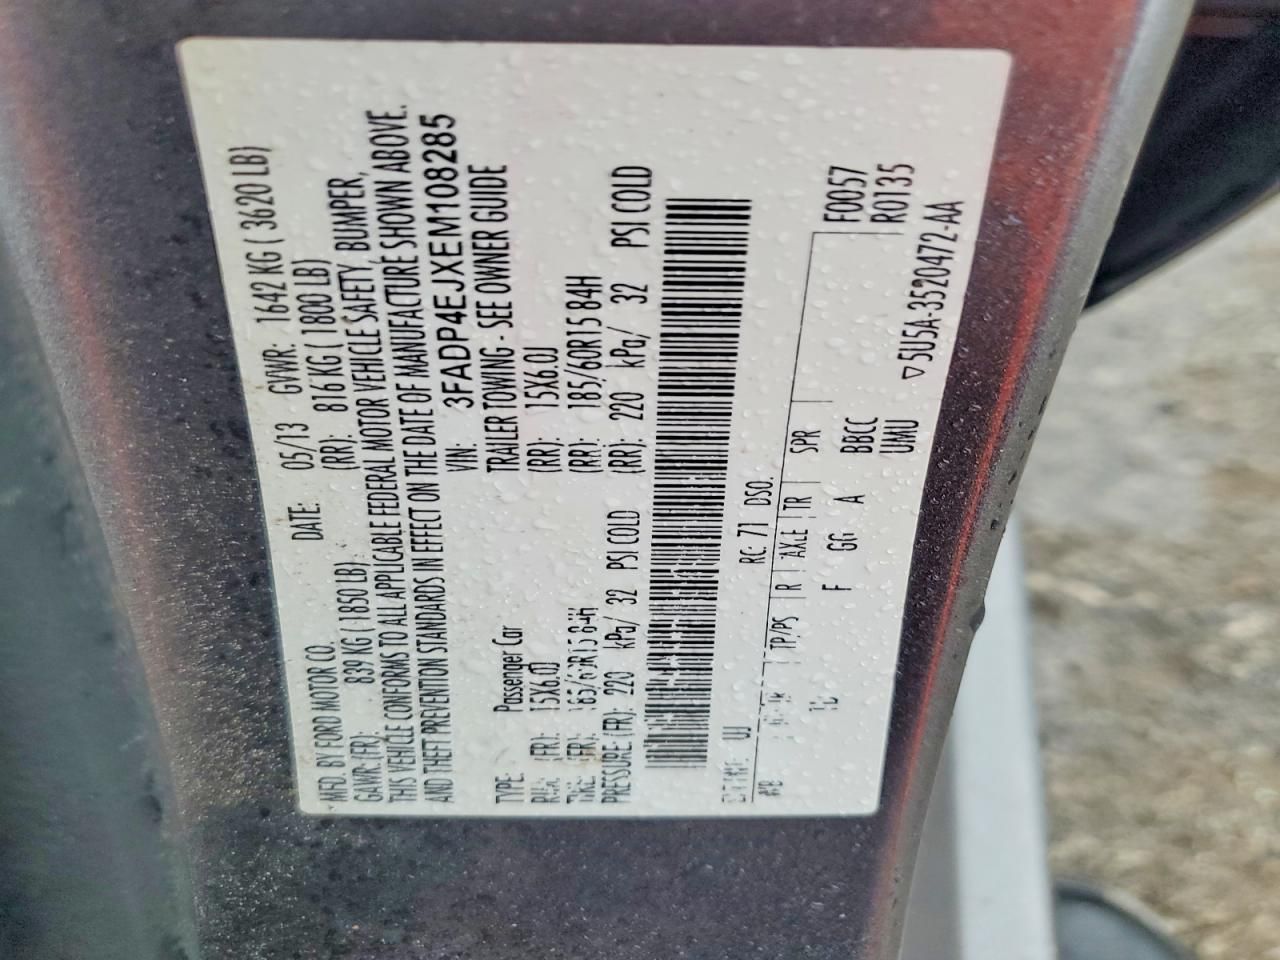 MFD. BY FORD MOTOR CO. DATE: 05/13 GVWR: 1642 KG ( 3620 LB)
GAWR: (FR): 839 KG ( 1850 LB) (RR): 816 KG ( 1800 LB)
THIS VEHICLE CONFORMS TO ALL APPLICABLE FEDERAL MOTOR VEHICLE SAFETY, BUMPER,
AND THEFT PREVENTION STANDARDS IN EFFECT ON THE DATE OF MANUFACTURE SHOWN ABOVE.
VIN: 3FADP4EJXEM108285
TYPE: Passenger Car TRAILER TOWING - SEE OWNER GUIDE
(FR): 15X6.0J (RR): 15X6.0J
(FR): (RR): 185/60R15 84H
PRESSURE (FR): 220 kPa/ 32 PSI COLD (RR): 220 kPa/ 32 PSI COLD
UJ RC: 71 DSO:
TP/PS R AXLE TR SPR F0057
F GG A BBCC R0135
UMU ▽5U5A-3520472-AA